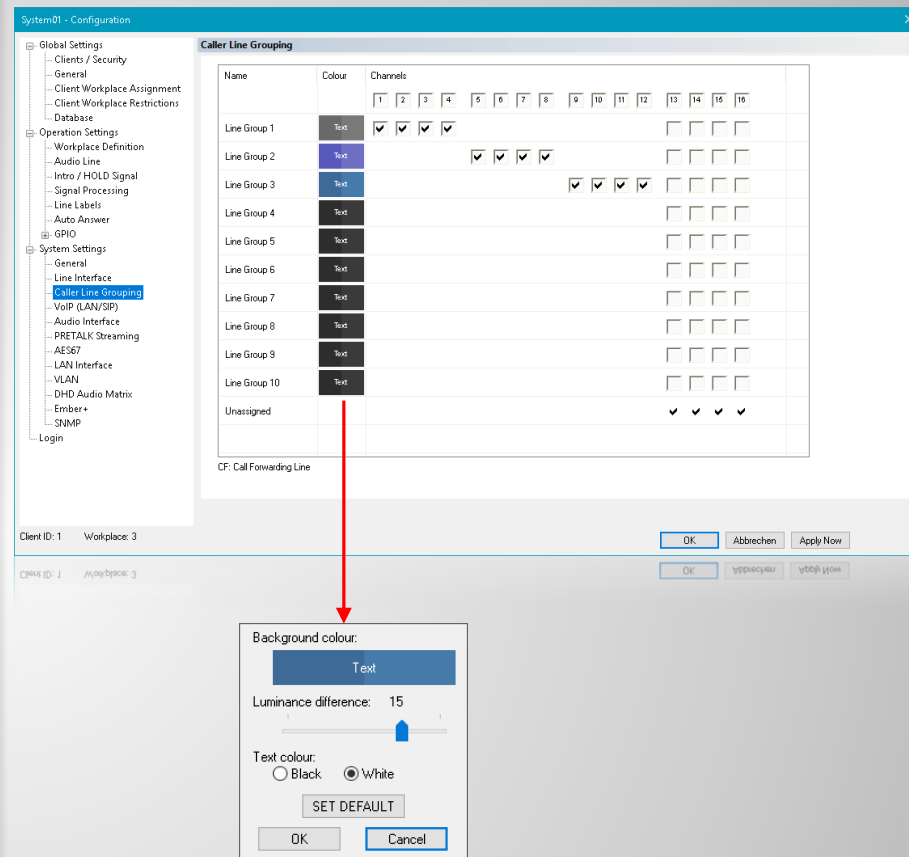 System01 - Configuration
Global Settings
Clients / Security
General
Client Workplace Assignment
Client Workplace Restrictions
Database
Operation Settings
Workplace Definition
Audio Line
Intro / HOLD Signal
Signal Processing
Line Labels
Auto Answer
GPIO
System Settings
General
Line Interface
Caller Line Grouping
VoIP (LAN/SIP)
Audio Interface
PRETALK Streaming
AES67
LAN Interface
VLAN
DHD Audio Matrix
Ember+
SNMP
Login
Caller Line Grouping
Name Colour Channels
1 2 3 4 5 6 7 8 9 10 11 12 13 14 15 16
Line Group 1 Text
Line Group 2 Text
Line Group 3 Text
Line Group 4 Text
Line Group 5 Text
Line Group 6 Text
Line Group 7 Text
Line Group 8 Text
Line Group 9 Text
Line Group 10 Text
Unassigned
CF: Call Forwarding Line
Client ID: 1 Workplace: 3
OK Abbrechen Apply Now
Background colour:
Text
Luminance difference: 15
Text colour:
Black White
SET DEFAULT
OK Cancel